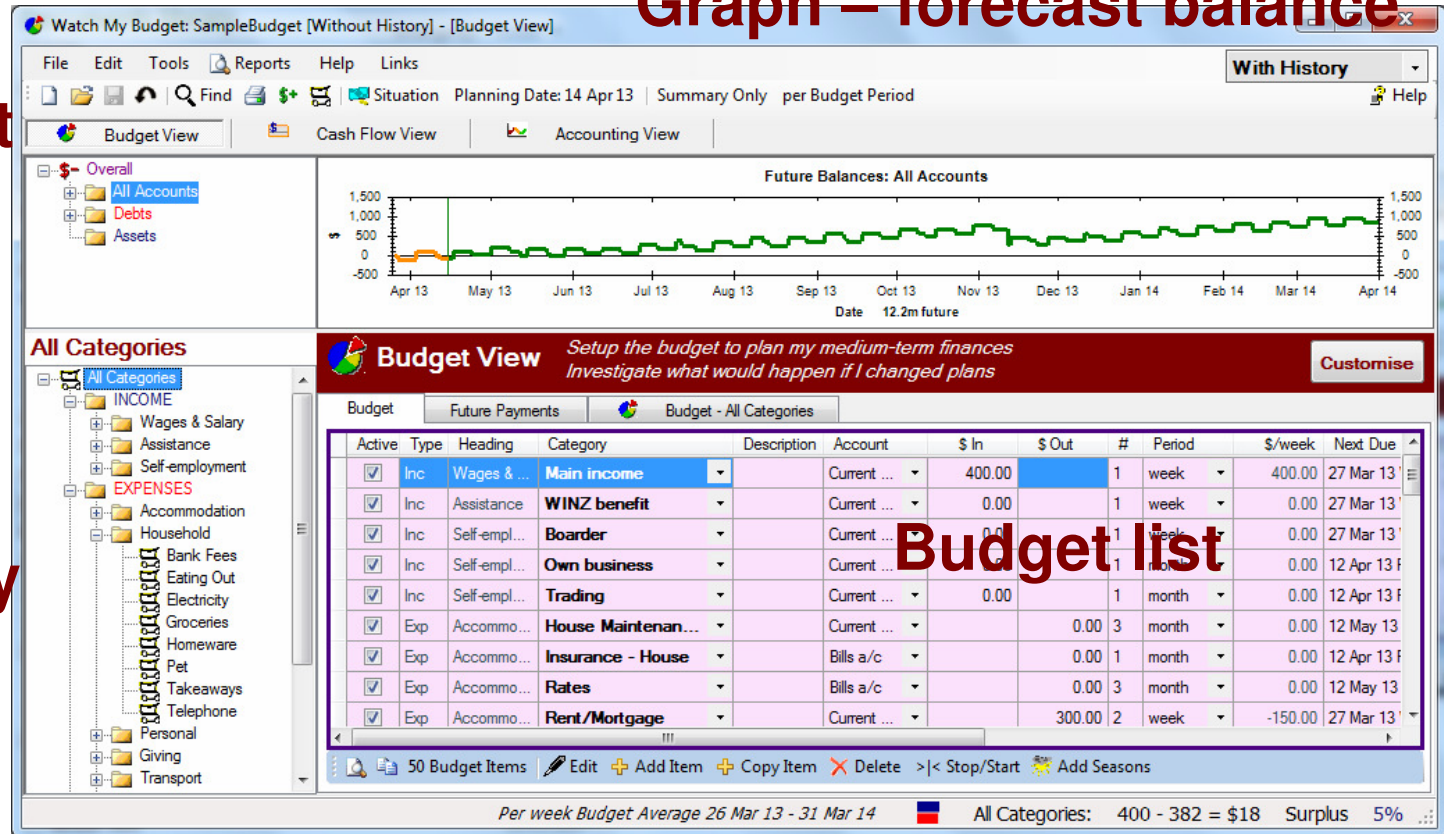 Graph – forecast balance
Watch My Budget: SampleBudget [Without History] - [Budget View]
File Edit Tools Reports Help Links
With History
Find $+ Situation Planning Date: 14 Apr 13 Summary Only per Budget Period Help
t
Budget View Cash Flow View Accounting View
Overall
All Accounts
Debts
Assets
Future Balances: All Accounts
1,500 1,500
1,000 1,000
$ 500 500
0 0
-500 -500
Apr 13 May 13 Jun 13 Jul 13 Aug 13 Sep 13 Oct 13 Nov 13 Dec 13 Jan 14 Feb 14 Mar 14 Apr 14
Date 12.2m future
All Categories
All Categories
INCOME
Wages & Salary
Assistance
Self-employment
EXPENSES
Accommodation
Household
Bank Fees
Eating Out
Electricity
Groceries
Homeware
Pet
Takeaways
Telephone
Personal
Giving
Transport
y
Budget View
Setup the budget to plan my medium-term finances
Investigate what would happen if I changed plans
Customise
Budget Future Payments Budget - All Categories
Active Type Heading Category Description Account $ In $ Out # Period $/week Next Due
Inc Wages & ... Main income Current ... 400.00 1 week 400.00 27 Mar 13
Inc Assistance WINZ benefit Current ... 0.00 1 week 0.00 27 Mar 13
Inc Self-empl... Boarder Current ... 0.00 1 week 0.00 27 Mar 13
Inc Self-empl... Own business Current ... 1 month 0.00 12 Apr 13 F
Inc Self-empl... Trading Current ... 0.00 1 month 0.00 12 Apr 13 F
Exp Accommo... House Maintenan... Current ... 0.00 3 month 0.00 12 May 13
Exp Accommo... Insurance - House Bills a/c 0.00 1 month 0.00 12 Apr 13 F
Exp Accommo... Rates Bills a/c 0.00 3 month 0.00 12 May 13
Exp Accommo... Rent/Mortgage Current ... 300.00 2 week -150.00 27 Mar 13
Budget list
50 Budget Items Edit Add Item Copy Item Delete >|< Stop/Start Add Seasons
Per week Budget Average 26 Mar 13 - 31 Mar 14 All Categories: 400 - 382 = $18 Surplus 5%